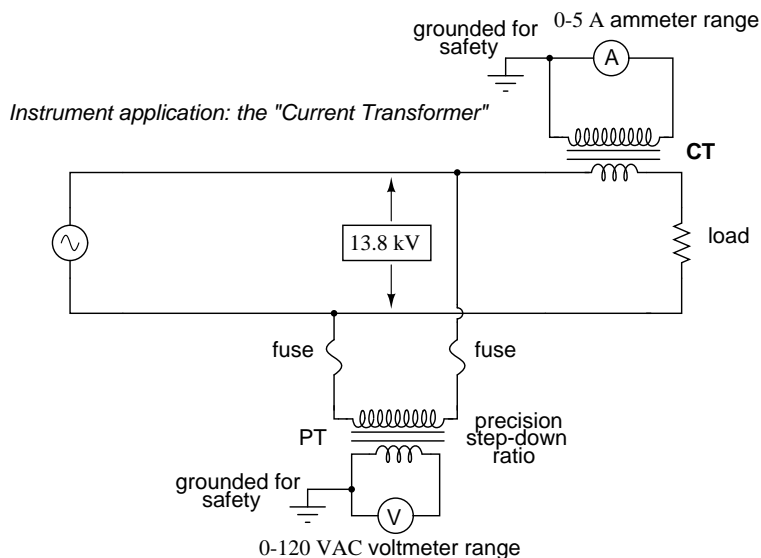 0-5 A ammeter range
grounded for
safety
A
Instrument application: the "Current Transformer"
CT
13.8 kV
load
fuse
fuse
PT
precision
step-down
ratio
grounded for
safety
V
0-120 VAC voltmeter range